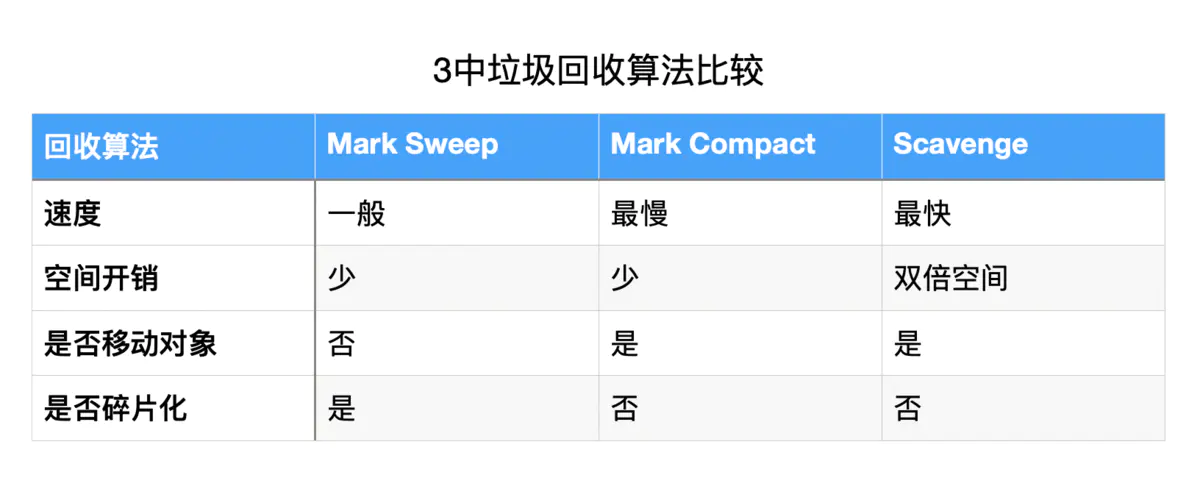 3中垃圾回收算法比较
回收算法 Mark Sweep Mark Compact Scavenge
速度 一般 最慢 最快
空间开销 少 少 双倍空间
是否移动对象 否 是 是
是否碎片化 是 否 否